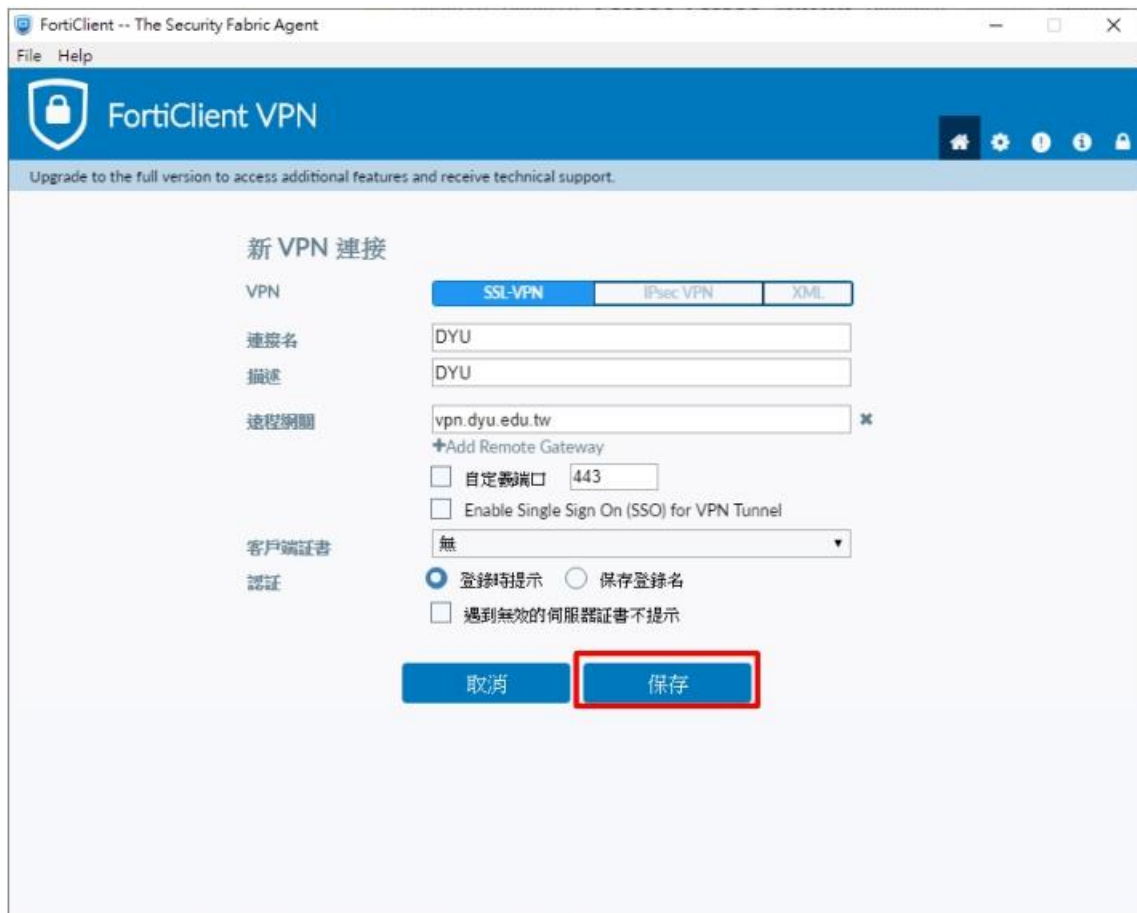 FortiClient -- The Security Fabric Agent
File Help
FortiClient VPN
Upgrade to the full version to access additional features and receive technical support.
新 VPN 連接
VPN SSL-VPN IPsec VPN XML
連接名 DYU
描述 DYU
遠程網關 vpn.dyu.edu.tw
+Add Remote Gateway
自定義端口 443
Enable Single Sign On (SSO) for VPN Tunnel
客戶端証書 無
認証 登錄時提示 保存登錄名
遇到無效的伺服器証書不提示
取消 保存